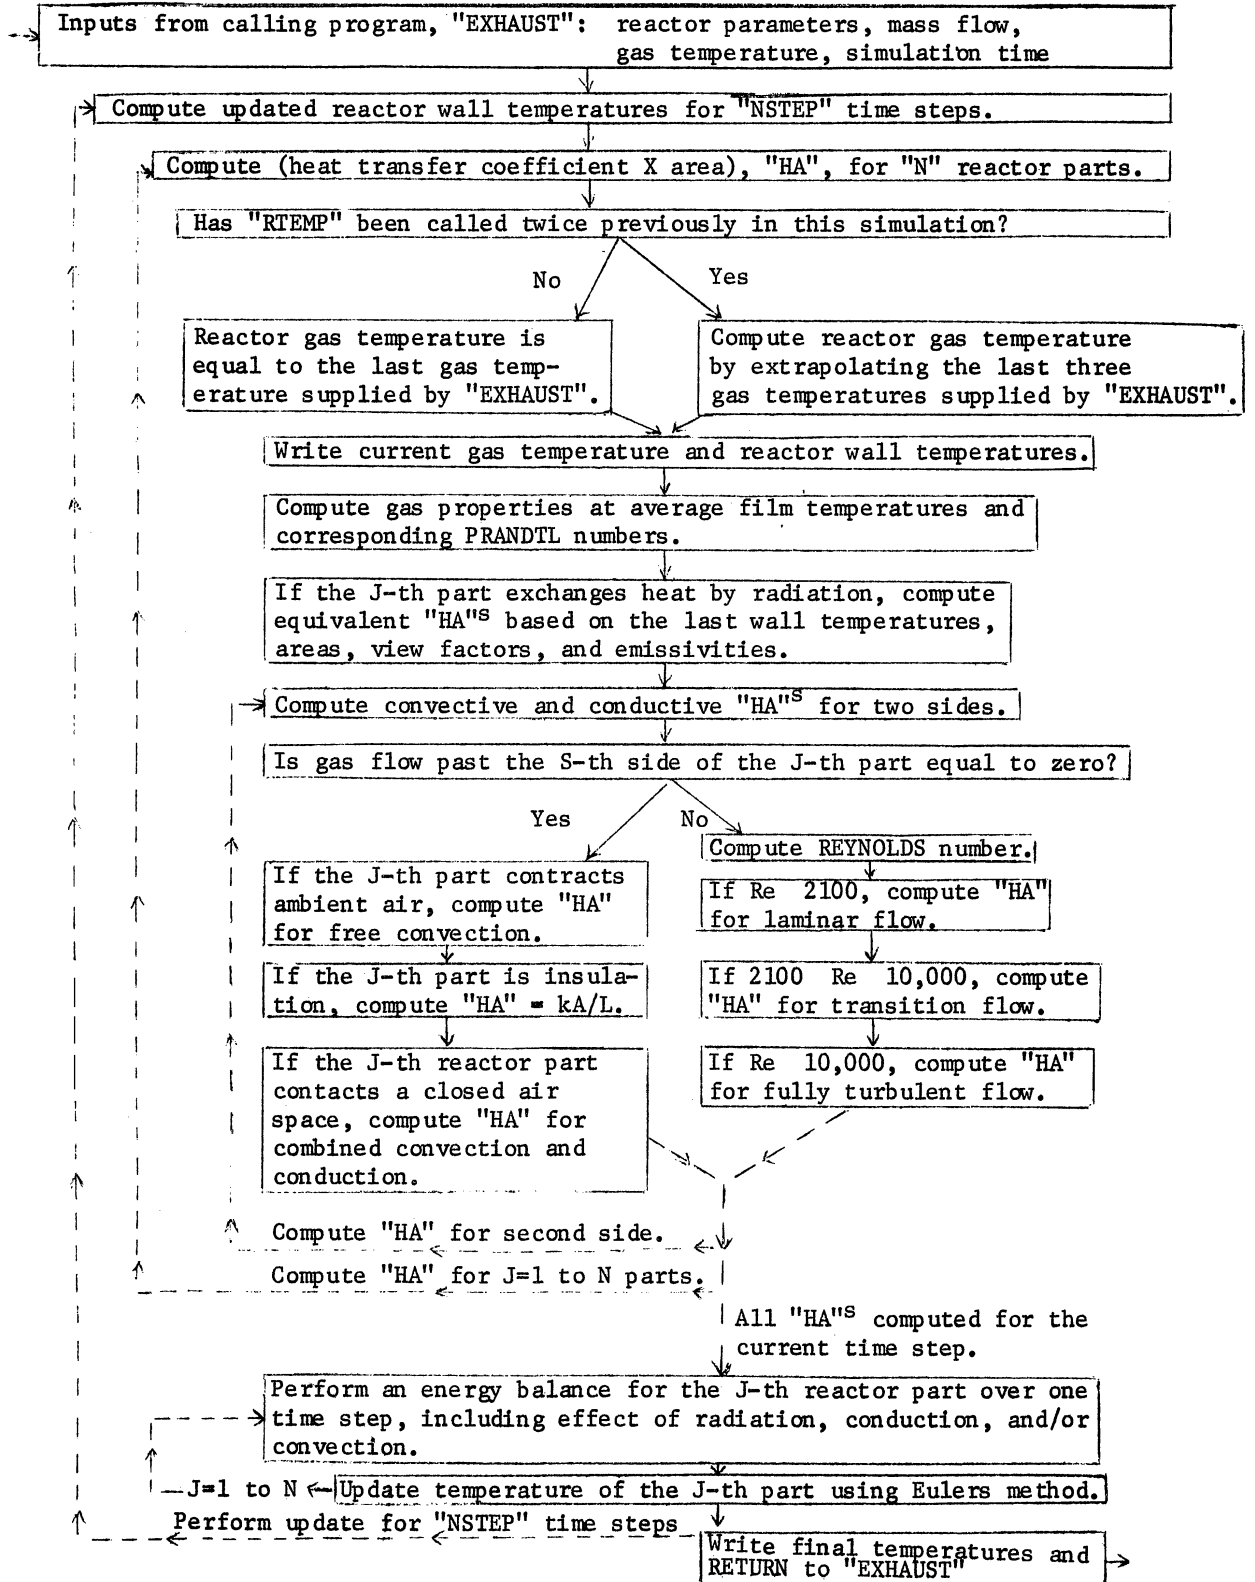 Inputs from calling program, "EXHAUST": reactor parameters, mass flow,
gas temperature, simulation time
Compute updated reactor wall temperatures for "NSTEP" time steps.
Compute (heat transfer coefficient X area), "HA", for "N" reactor parts.
Has "RTEMP" been called twice previously in this simulation?
No
Yes
Reactor gas temperature is
equal to the last gas temp-
erature supplied by "EXHAUST".
Compute reactor gas temperature
by extrapolating the last three
gas temperatures supplied by "EXHAUST".
Write current gas temperature and reactor wall temperatures.
Compute gas properties at average film temperatures and
corresponding PRANDTL numbers.
If the J-th part exchanges heat by radiation, compute
equivalent "HA"s based on the last wall temperatures,
areas, view factors, and emissivities.
Compute convective and conductive "HA"s for two sides.
Is gas flow past the S-th side of the J-th part equal to zero?
Yes
No
If the J-th part contracts
ambient air, compute "HA"
for free convection.
If the J-th part is insula-
tion, compute "HA" = kA/L.
If the J-th reactor part
contacts a closed air
space, compute "HA" for
combined convection and
conduction.
Compute REYNOLDS number.
If Re 2100, compute "HA"
for laminar flow.
If 2100 Re 10,000, compute
"HA" for transition flow.
If Re 10,000, compute "HA"
for fully turbulent flow.
Compute "HA" for second side.
Compute "HA" for J=1 to N parts.
All "HA"s computed for the
current time step.
Perform an energy balance for the J-th reactor part over one
time step, including effect of radiation, conduction, and/or
convection.
J=1 to N
Update temperature of the J-th part using Eulers method.
Perform update for "NSTEP" time steps
Write final temperatures and
RETURN to "EXHAUST"